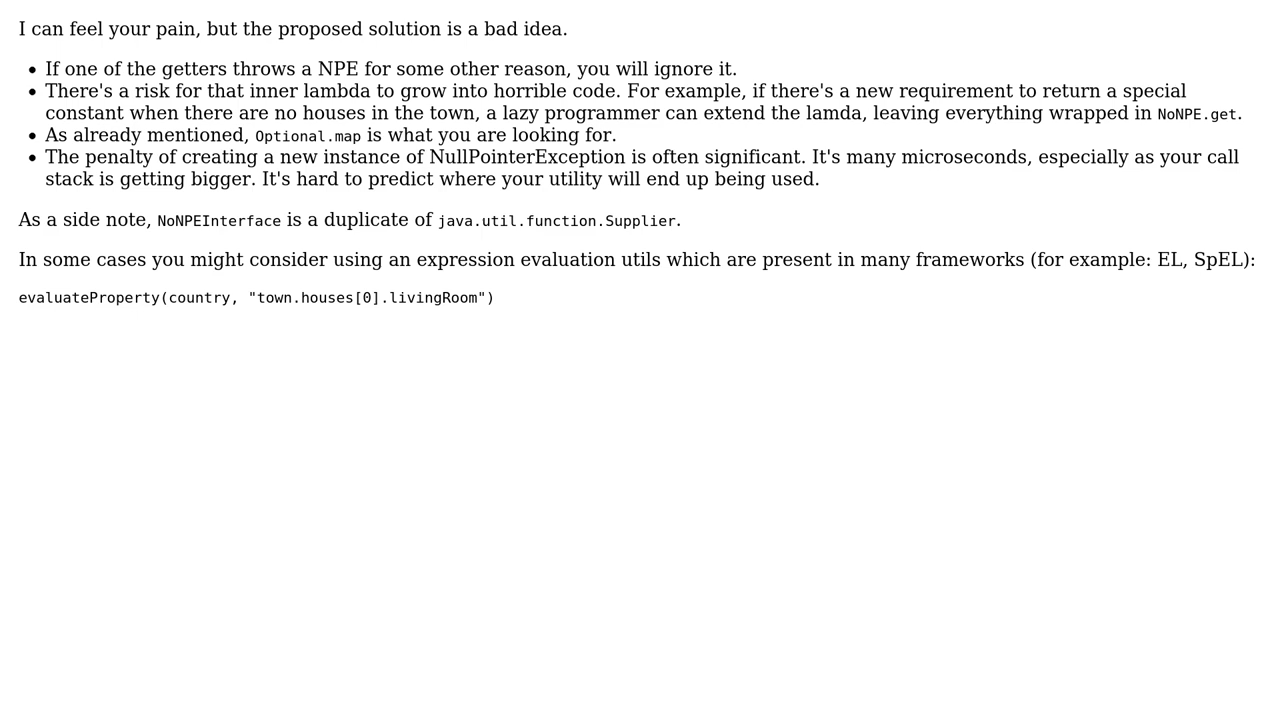 I can feel your pain, but the proposed solution is a bad idea.
• If one of the getters throws a NPE for some other reason, you will ignore it.
• There's a risk for that inner lambda to grow into horrible code. For example, if there's a new requirement to return a special
constant when there are no houses in the town, a lazy programmer can extend the lamda, leaving everything wrapped in NoNPE.get.
• As already mentioned, Optional.map is what you are looking for.
• The penalty of creating a new instance of NullPointerException is often significant. It's many microseconds, especially as your call
stack is getting bigger. It's hard to predict where your utility will end up being used.
As a side note, NoNPEInterface is a duplicate of java.util.function.Supplier.
In some cases you might consider using an expression evaluation utils which are present in many frameworks (for example: EL, SpEL):
evaluateProperty(country, "town.houses[0].livingRoom")